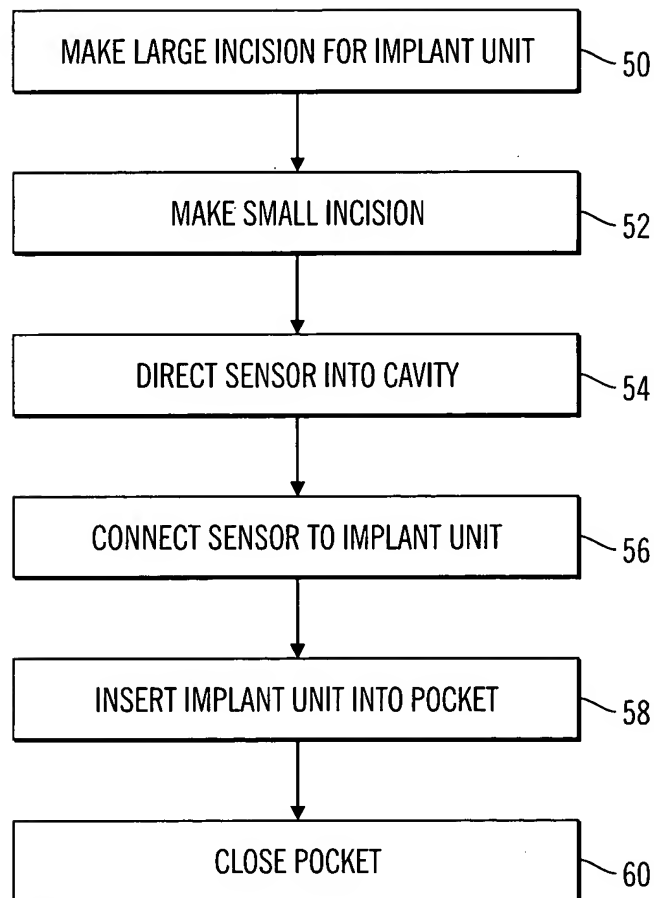 MAKE LARGE INCISION FOR IMPLANT UNIT
50
MAKE SMALL INCISION
52
DIRECT SENSOR INTO CAVITY
54
CONNECT SENSOR TO IMPLANT UNIT
56
INSERT IMPLANT UNIT INTO POCKET
58
CLOSE POCKET
60